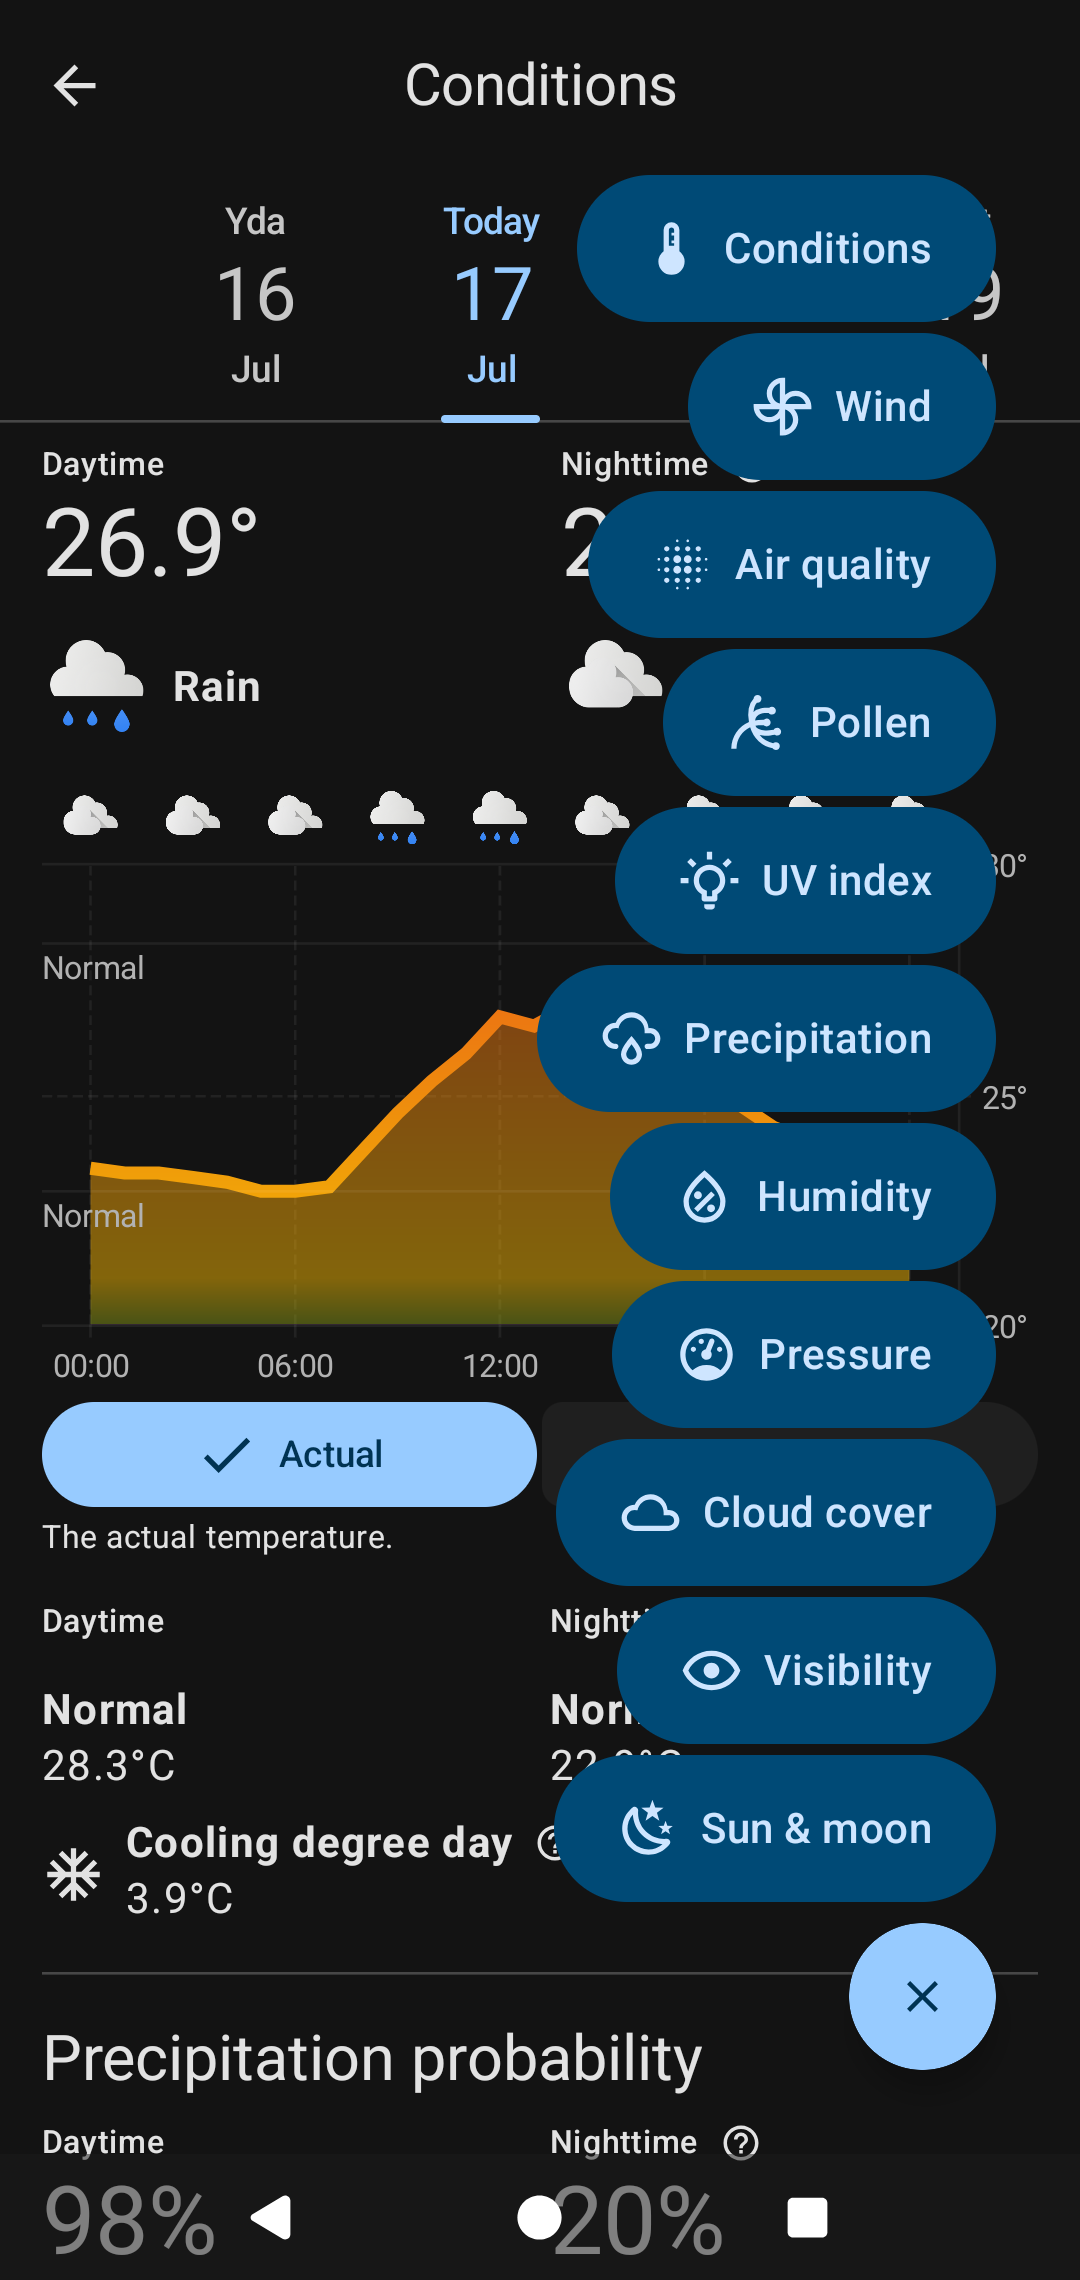 Conditions
Yda
16
Jul
Today
17
Jul
Conditions
Wind
Air quality
Pollen
UV index
Precipitation
Humidity
Pressure
Cloud cover
Visibility
Sun & moon
Daytime
26.9°
Nighttime
Rain
Normal
Normal
25°
00:00
06:00
12:00
Actual
The actual temperature.
Daytime
Normal
28.3°C
Cooling degree day
3.9°C
Precipitation probability
Daytime
98%
Nighttime
20%